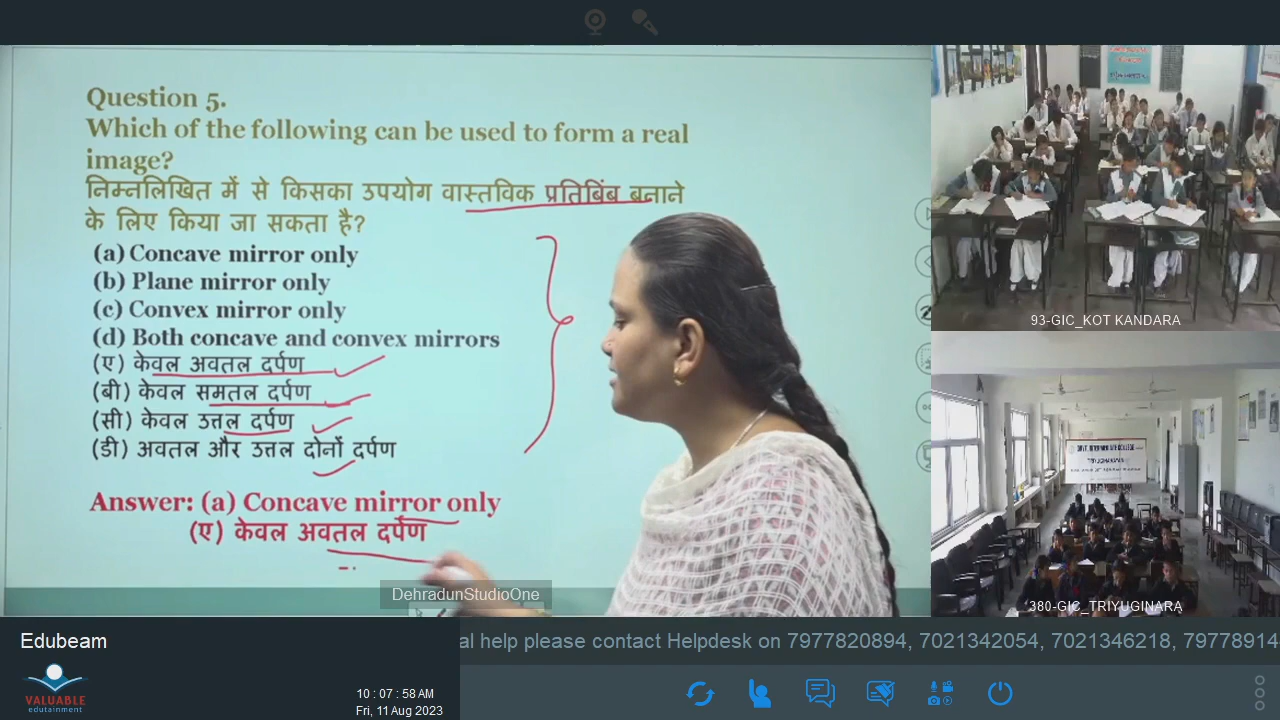 Question 5.
Which of the following can be used to form a real
image?
निम्नलिखित में से किसका उपयोग वास्तविक प्रतिबिंब बनाने
के लिए किया जा सकता है?
(a) Concave mirror only
(b) Plane mirror only
(c) Convex mirror only
(d) Both concave and convex mirrors
(ए) केवल अवतल दर्पण
(बी) केवल समतल दर्पण
(सी) केवल उत्तल दर्पण
(डी) अवतल और उत्तल दोनों दर्पण
Answer: (a) Concave mirror only
(ए) केवल अवतल दर्पण
DehradunStudioOne
93-GIC_KOT KANDARA
380-GIC_TRIYUGINARA
Edubeam
al help please contact Helpdesk on 7977820894, 7021342054, 7021346218, 79778914
VALUABLE
edutainment
10 : 07 : 58 AM
Fri, 11 Aug 2023